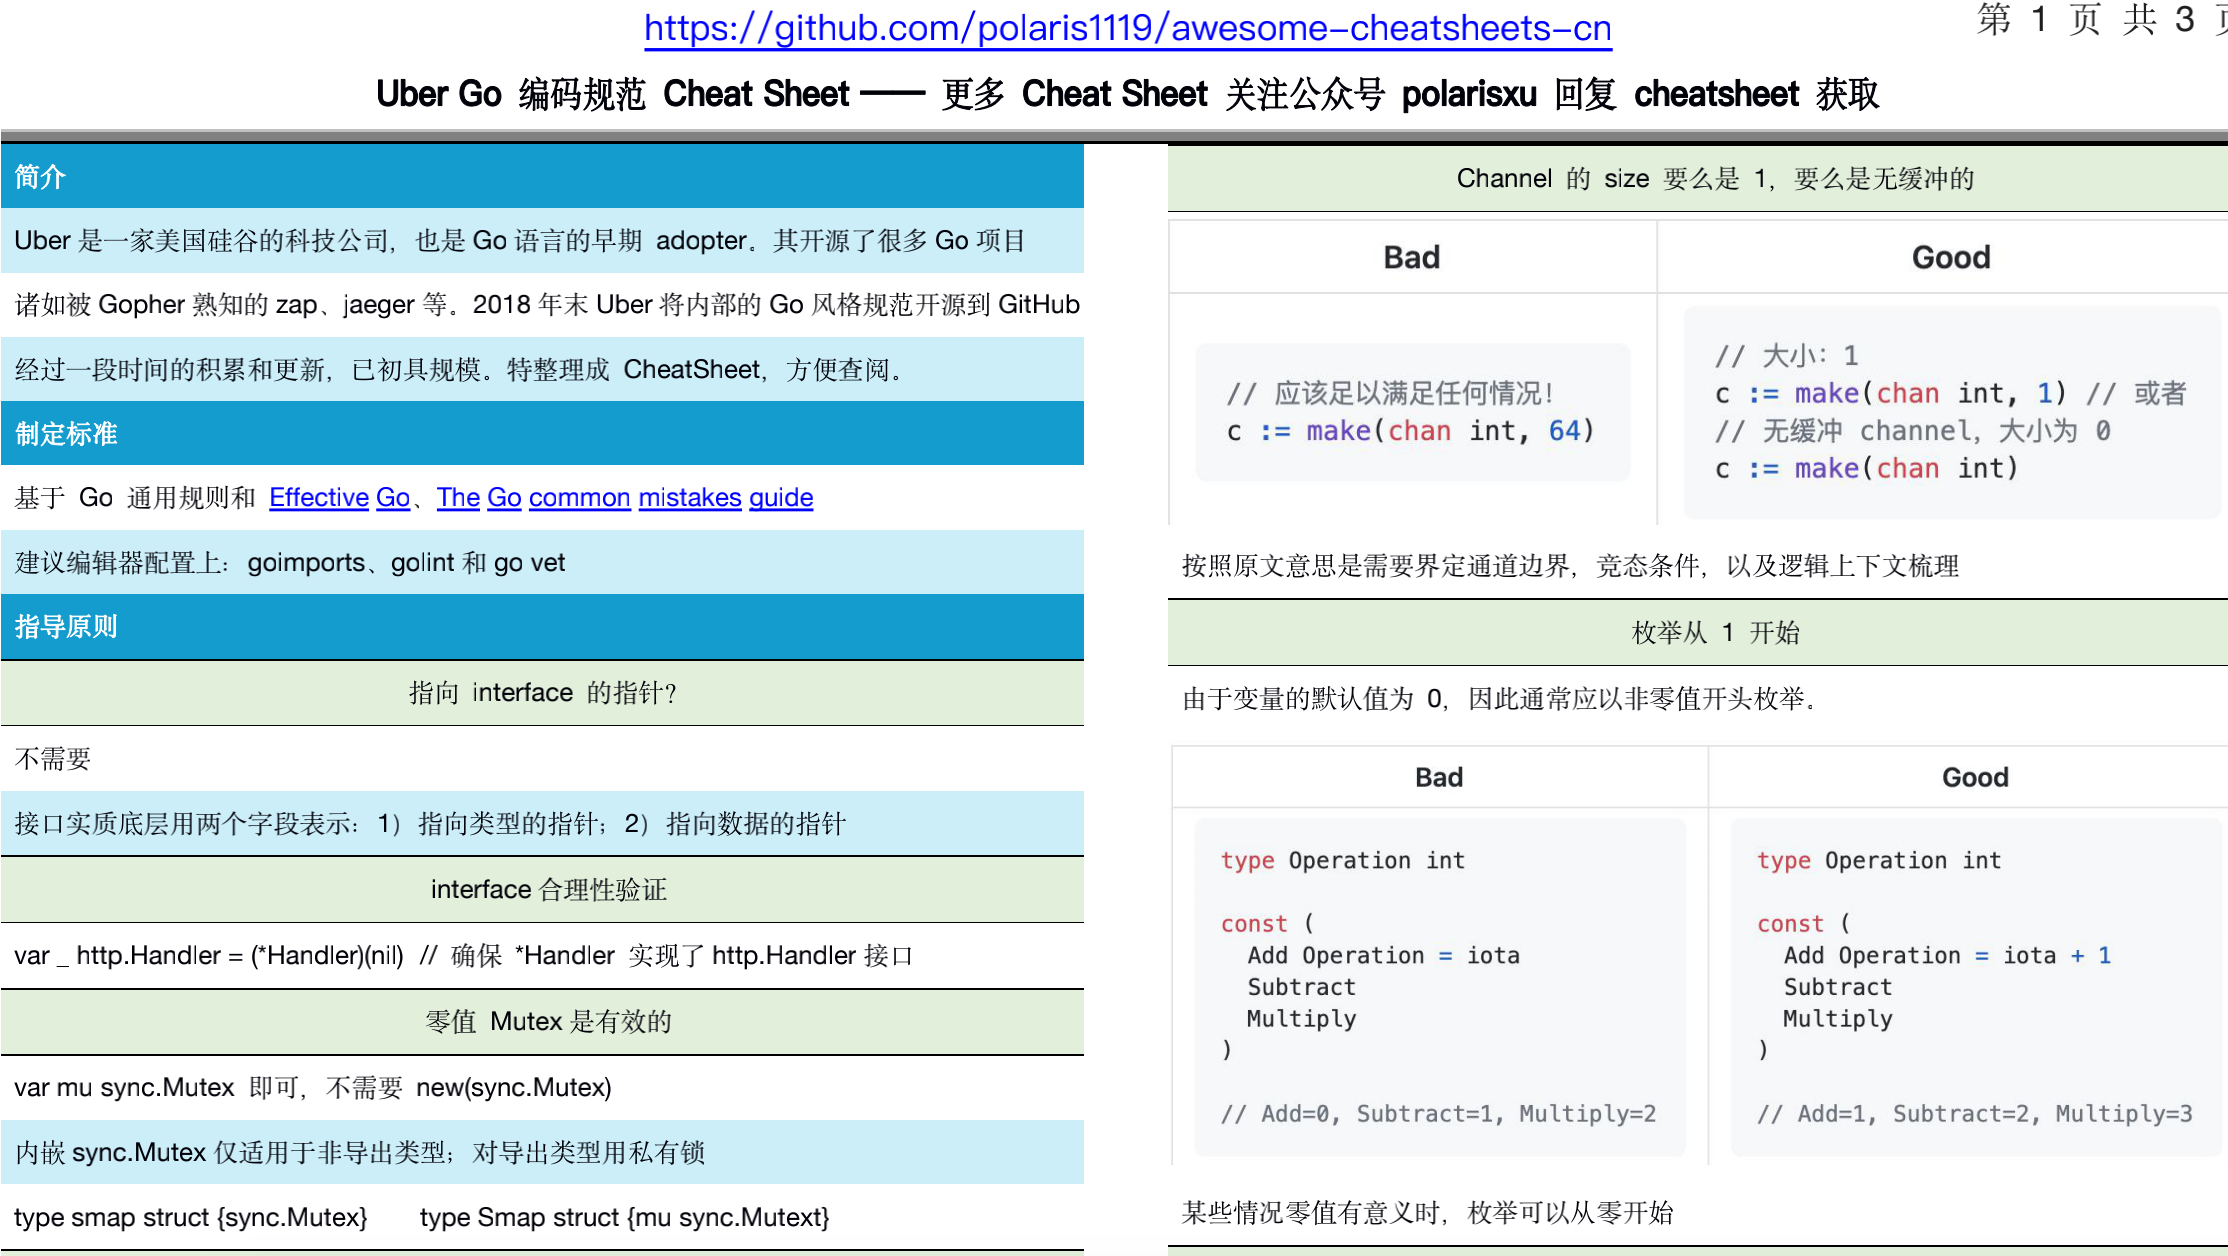 https://github.com/polaris1119/awesome-cheatsheets-cn
第 1 页 共 3
Uber Go 编码规范 Cheat Sheet —— 更多 Cheat Sheet 关注公众号 polarisxu 回复 cheatsheet 获取
简介
Uber 是一家美国硅谷的科技公司，也是 Go 语言的早期 adopter。其开源了很多 Go 项目
诸如被 Gopher 熟知的 zap、jaeger 等。2018 年末 Uber 将内部的 Go 风格规范开源到 GitHub
经过一段时间的积累和更新，已初具规模。特整理成 CheatSheet，方便查阅。
制定标准
基于 Go 通用规则和 Effective Go、The Go common mistakes guide
建议编辑器配置上：goimports、golint 和 go vet
指导原则
指向 interface 的指针？
不需要
接口实质底层用两个字段表示：1）指向类型的指针；2）指向数据的指针
interface 合理性验证
var _ http.Handler = (*Handler)(nil) // 确保 *Handler 实现了 http.Handler 接口
零值 Mutex 是有效的
var mu sync.Mutex 即可，不需要 new(sync.Mutex)
内嵌 sync.Mutex 仅适用于非导出类型；对导出类型用私有锁
type smap struct {sync.Mutex} type Smap struct {mu sync.Mutext}
Channel 的 size 要么是 1，要么是无缓冲的
Bad
// 应该足以满足任何情况！
c := make(chan int, 64)
Good
// 大小：1
c := make(chan int, 1) // 或者
// 无缓冲 channel，大小为 0
c := make(chan int)
按照原文意思是需要界定通道边界，竞态条件，以及逻辑上下文梳理
枚举从 1 开始
由于变量的默认值为 0，因此通常应以非零值开头枚举。
Bad
type Operation int
const (
Add Operation = iota
Subtract
Multiply
)
// Add=0, Subtract=1, Multiply=2
Good
type Operation int
const (
Add Operation = iota + 1
Subtract
Multiply
)
// Add=1, Subtract=2, Multiply=3
某些情况零值有意义时，枚举可以从零开始